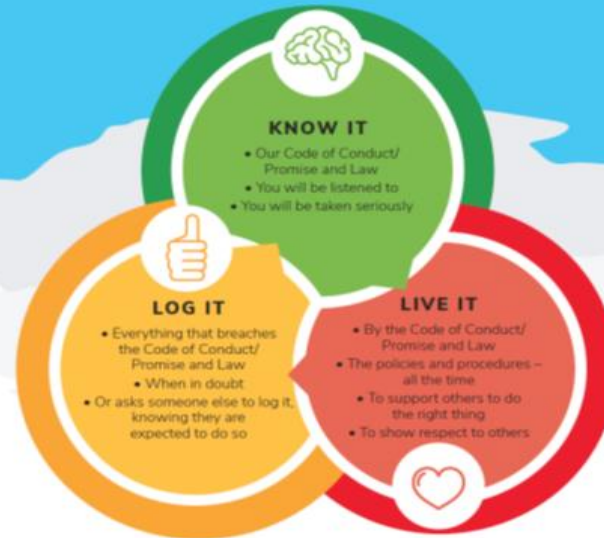 KNOW IT
• Our Code of Conduct/
Promise and Law
• You will be listened to
• You will be taken seriously
LOG IT
• Everything that breaches
the Code of Conduct/
Promise and Law
• When in doubt
• Or asks someone else to log it,
knowing they are
expected to do so
LIVE IT
• By the Code of Conduct/
Promise and Law
• The policies and procedures –
all the time
• To support others to do
the right thing
• To show respect to others